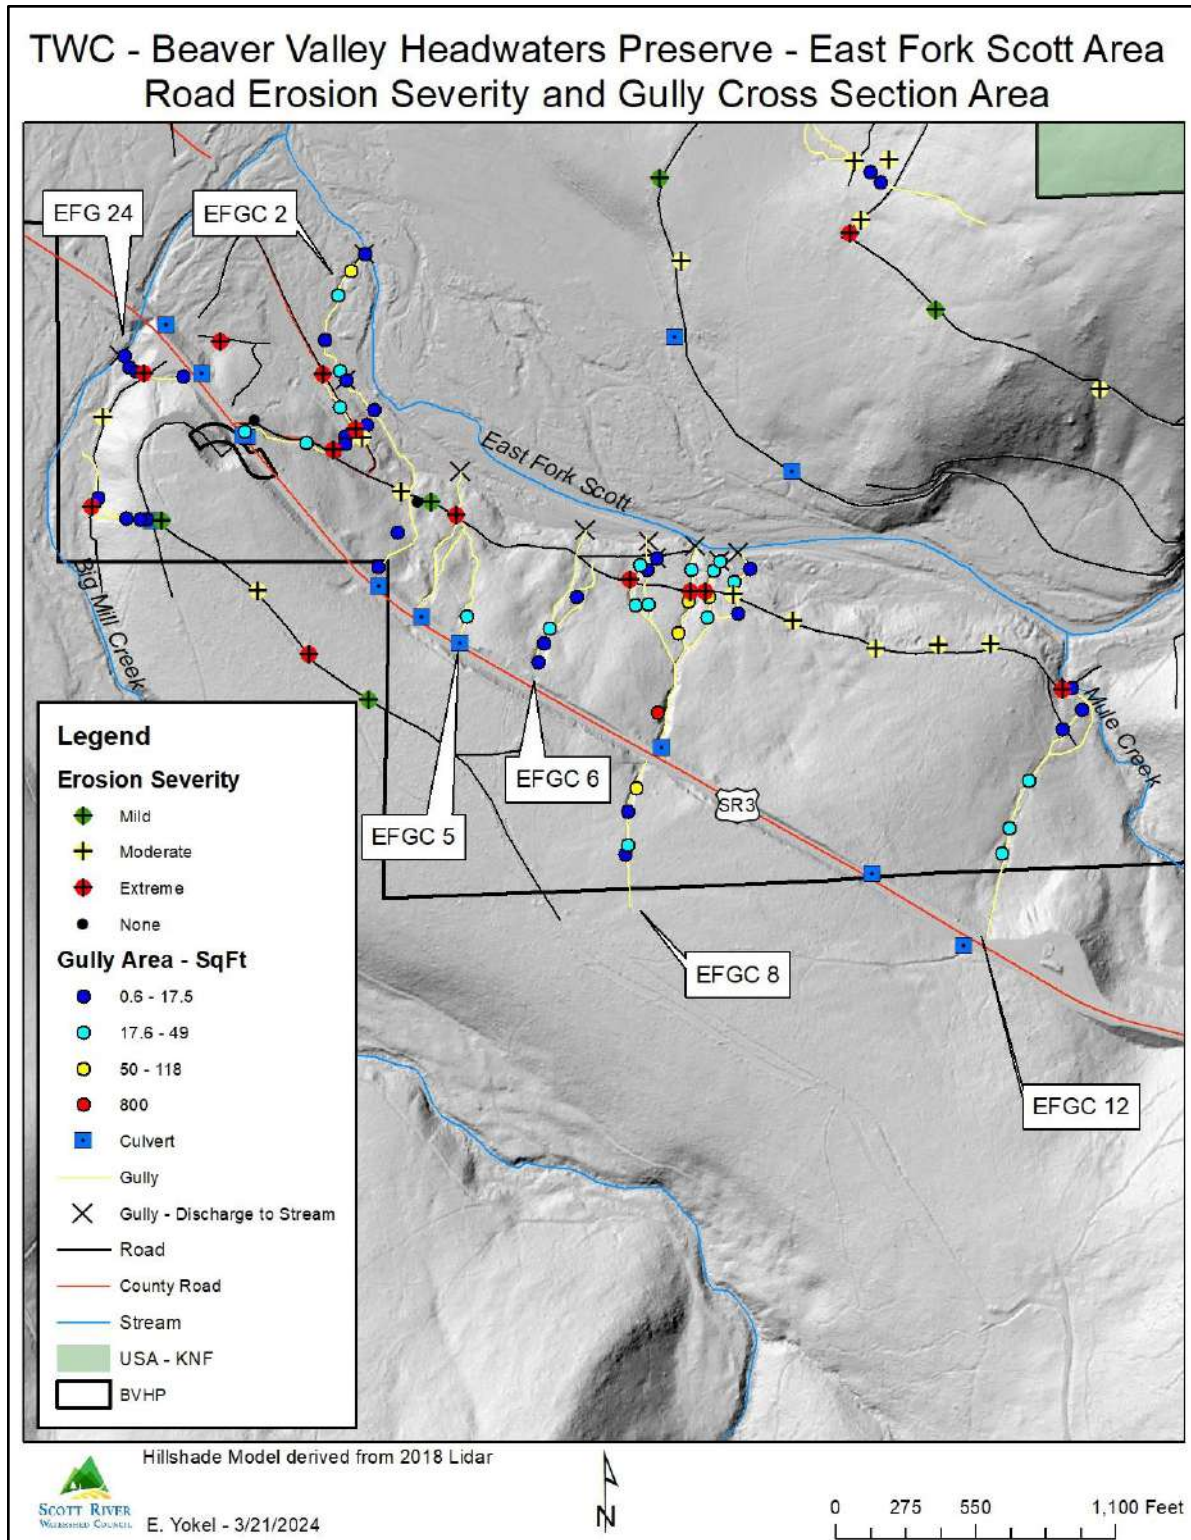 TWC - Beaver Valley Headwaters Preserve - East Fork Scott Area
Road Erosion Severity and Gully Cross Section Area
EFG 24
EFGC 2
East Fork Scott
Big Mill Creek
Mule Creek
EFGC 6
EFGC 5
SR3
EFGC 8
EFGC 12
Legend
Erosion Severity
Mild
Moderate
Extreme
None
Gully Area - SqFt
0.6 - 17.5
17.6 - 49
50 - 118
800
Culvert
Gully
Gully - Discharge to Stream
Road
County Road
Stream
USA - KNF
BVHP
Hillshade Model derived from 2018 Lidar
SCOTT RIVER
WATERSHED COUNCIL
E. Yokel - 3/21/2024
N
0 275 550 1,100 Feet